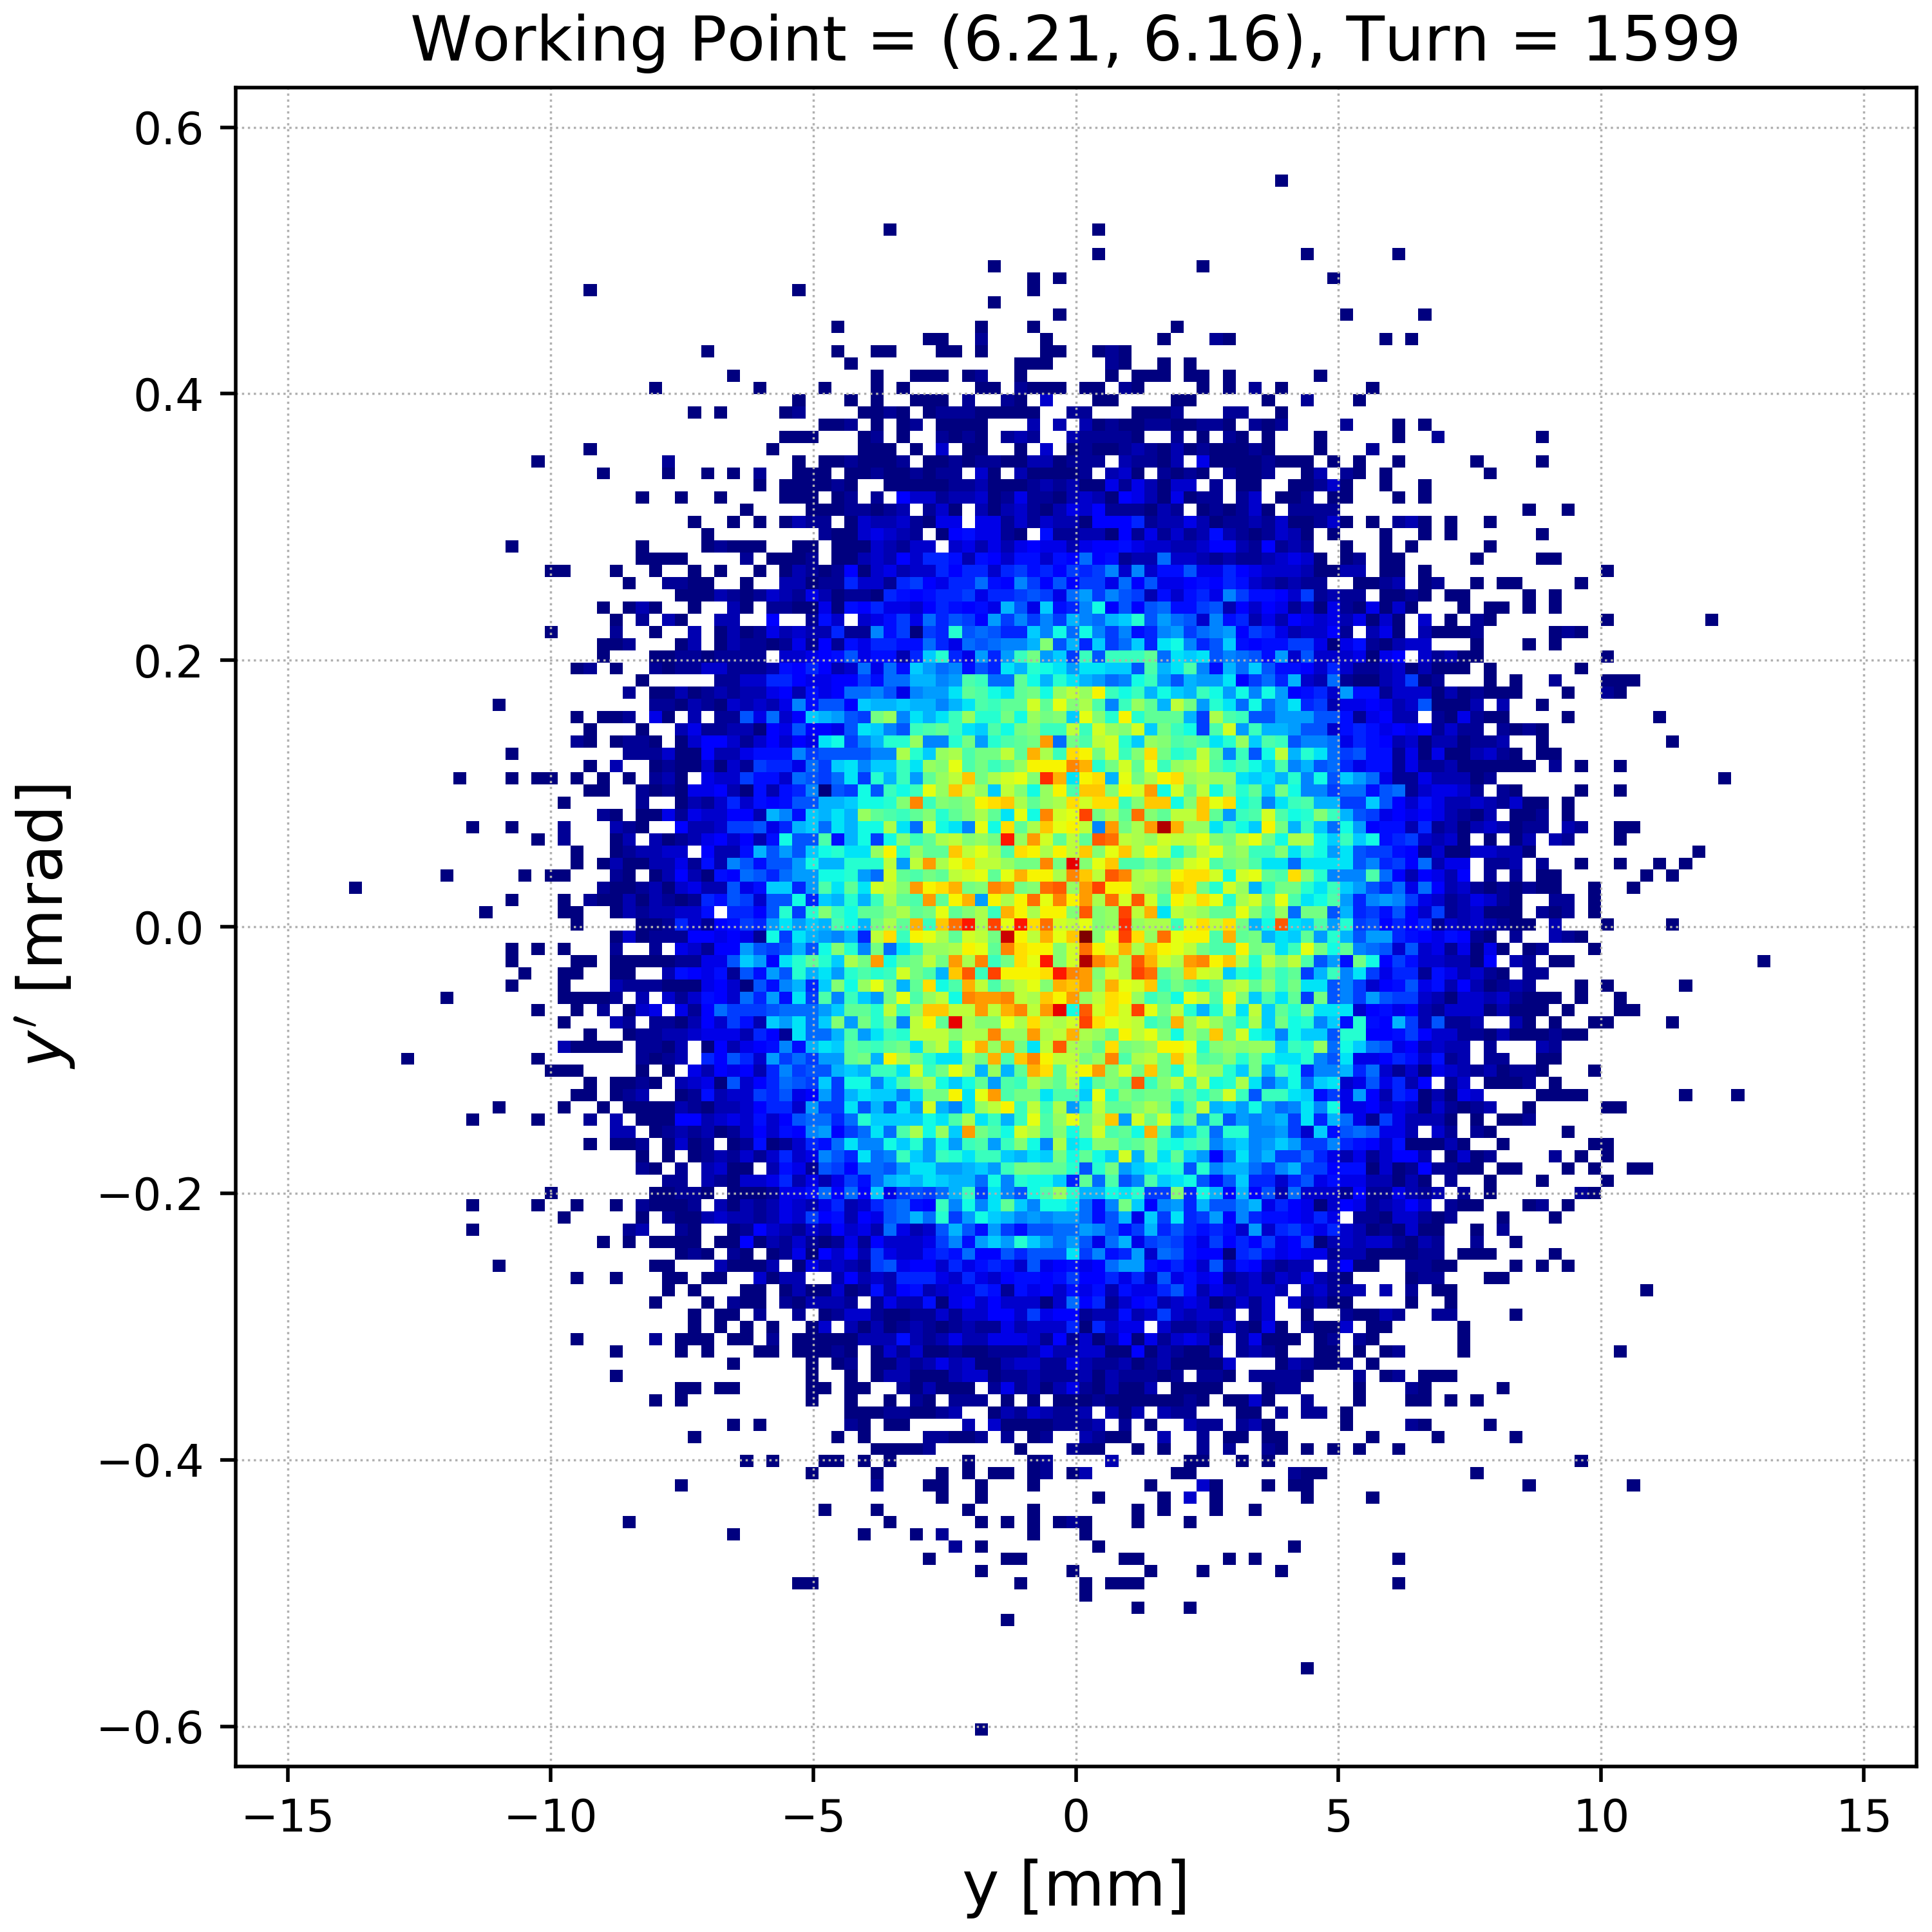 Working Point = (6.21, 6.16), Turn = 1599
0.6
0.4
0.2
0.0
−0.2
−0.4
−0.6
y′ [mrad]
−15 −10 −5 0 5 10 15
y [mm]